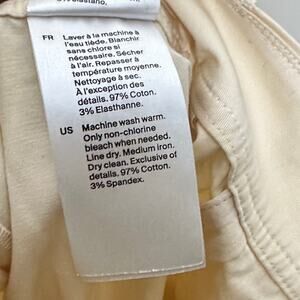 elastano.
FR Laver à la machine à
l'eau tiède. Blanchir
sans chlore si
nécessaire. Sécher
à l'air. Repasser à
température moyenne.
Nettoyage à sec.
À l'exception des
détails. 97% Coton.
3% Élasthanne.
US Machine wash warm.
Only non-chlorine
bleach when needed.
Line dry. Medium iron.
Dry clean. Exclusive of
details. 97% Cotton.
3% Spandex.